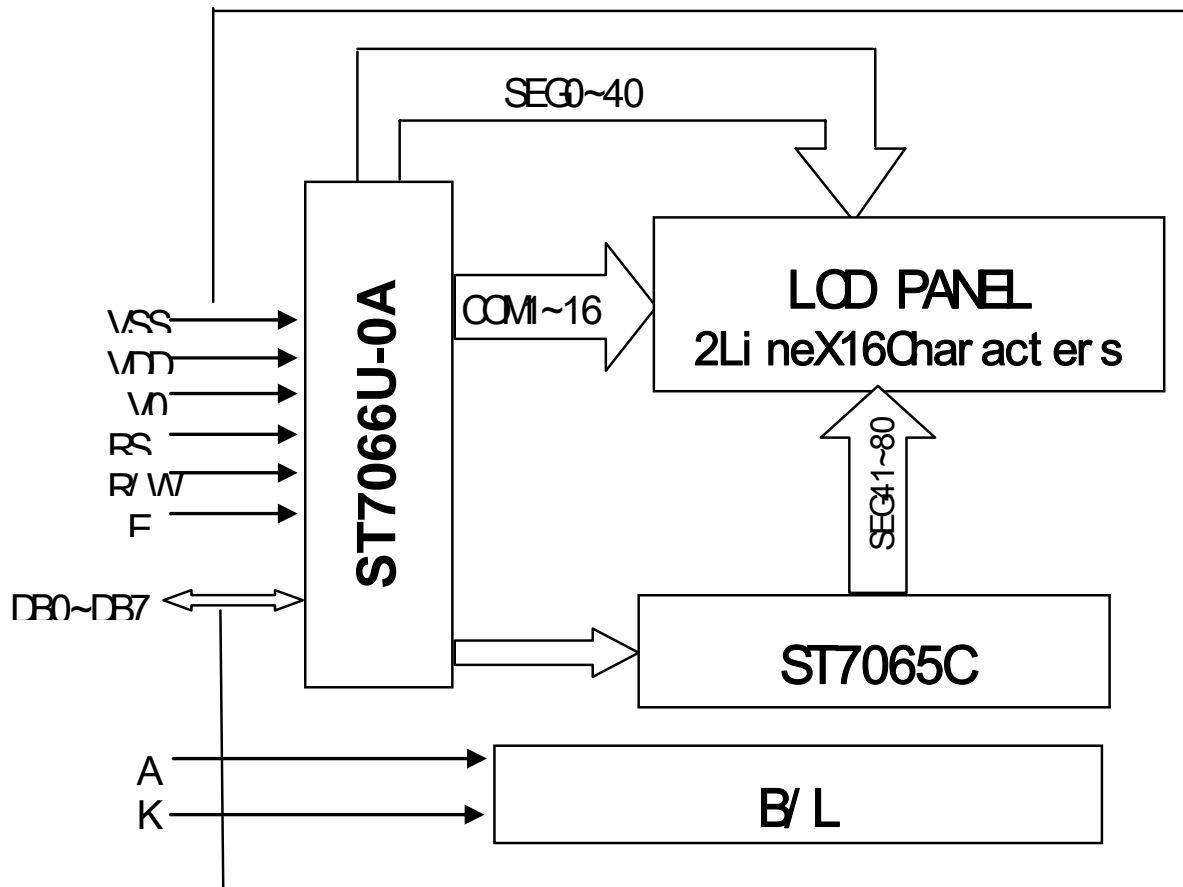 SEG0~40
LCD PANEL
2LineX16Characters
COM1~16
ST7066U-0A
VSS
VDD
V0
RS
R/W
E
DB0~DB7
SEG41~80
ST7065C
A
K
B/L